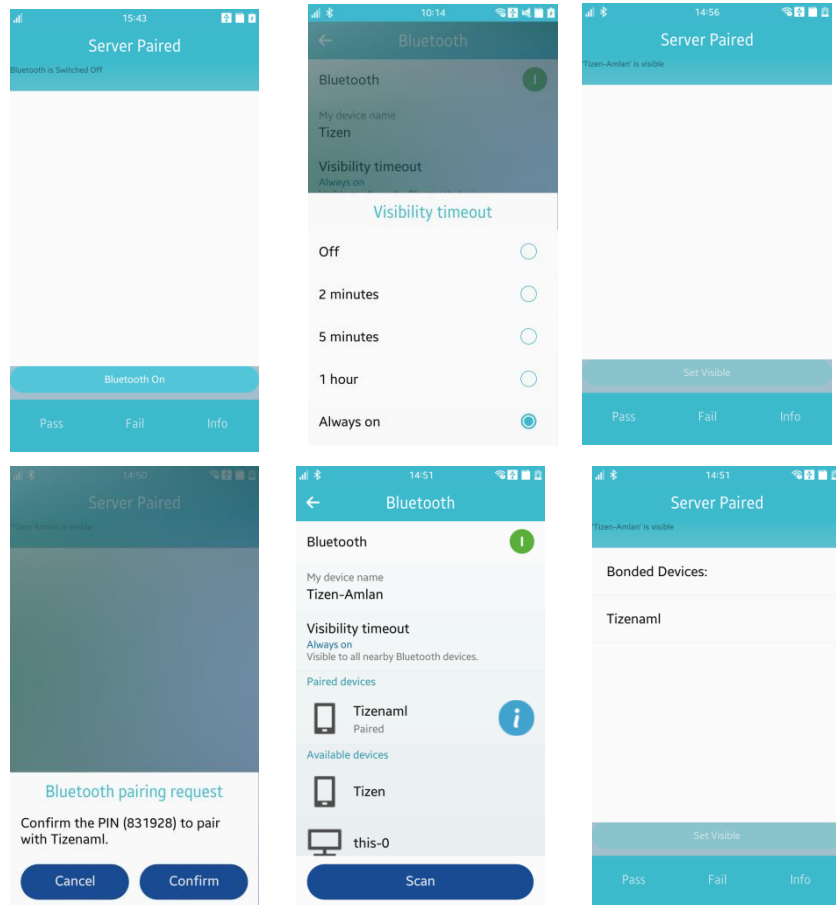 15:43
Server Paired
Bluetooth is Switched Off
Bluetooth On
Pass Fail Info
10:14
Bluetooth
Bluetooth
My device name
Tizen
Visibility timeout
Always on
Visibility timeout
Off
2 minutes
5 minutes
1 hour
Always on
14:56
Server Paired
'Tizen-Amlan' is visible
Set Visible
Pass Fail Info
14:50
Server Paired
'Tizen-Amlan' is visible
Bluetooth pairing request
Confirm the PIN (831928) to pair
with Tizenaml.
Cancel Confirm
14:51
Bluetooth
Bluetooth
My device name
Tizen-Amlan
Visibility timeout
Always on
Visible to all nearby Bluetooth devices.
Paired devices
Tizenaml
Paired
Available devices
Tizen
this-0
Scan
14:51
Server Paired
'Tizen-Amlan' is visible
Bonded Devices:
Tizenaml
Set Visible
Pass Fail Info